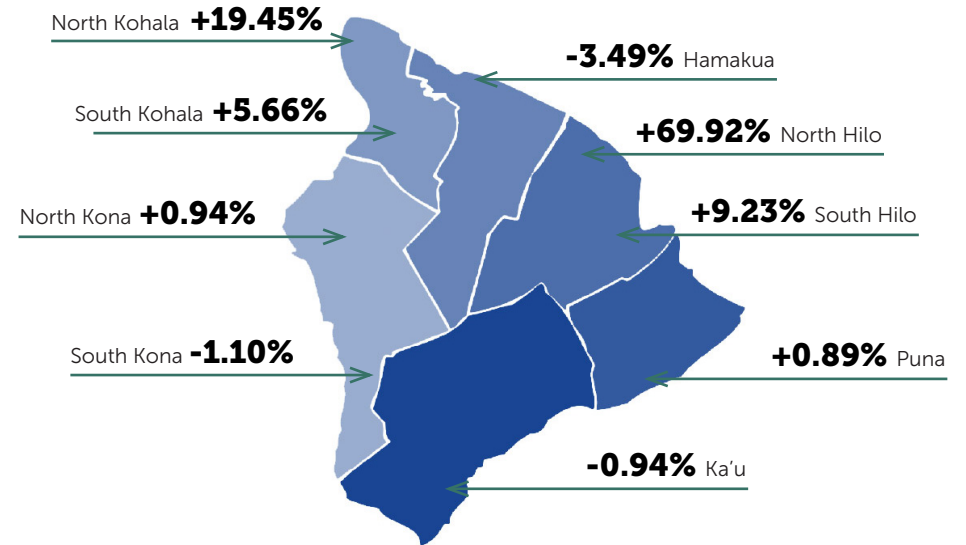 North Kohala +19.45%
-3.49% Hamakua
South Kohala +5.66%
+69.92% North Hilo
North Kona +0.94%
+9.23% South Hilo
South Kona -1.10%
+0.89% Puna
-0.94% Ka’u